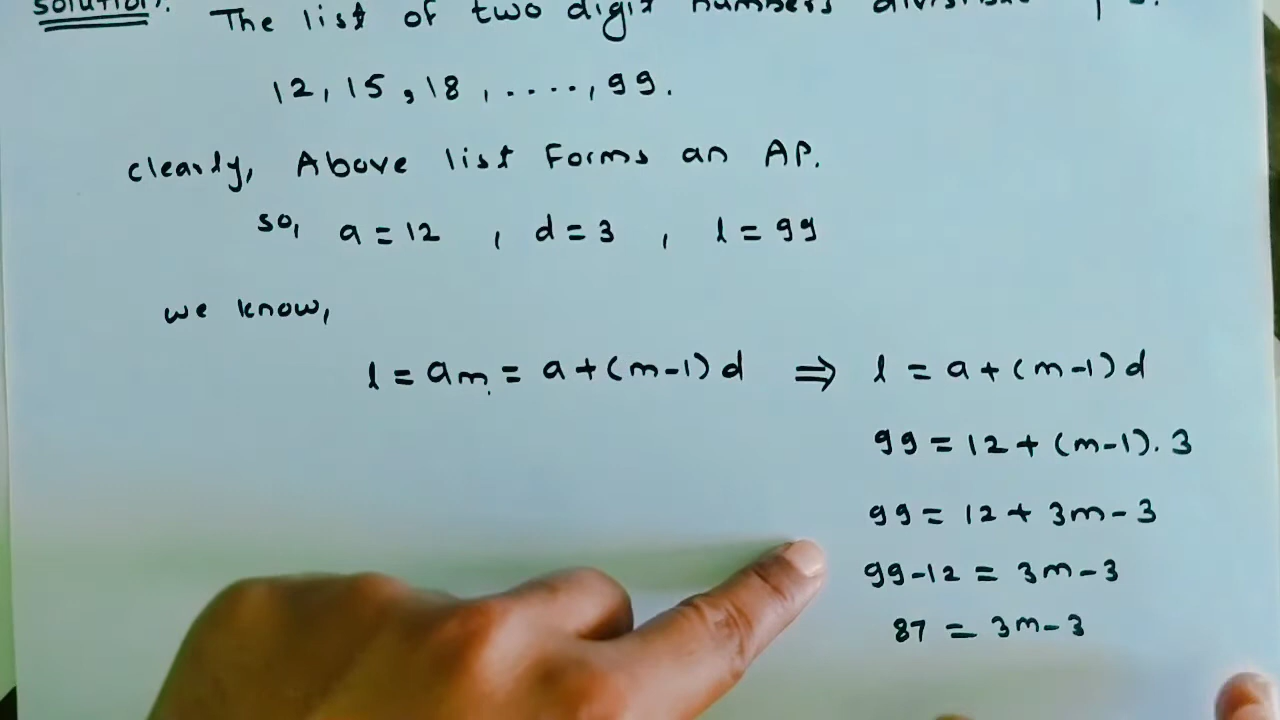 solution. The list of two digit numbers
12, 15, 18, ...., 99.
clearly, Above list Forms an AP.
so, a = 12 , d = 3 , l = 99
we know,
l = am = a + (m-1) d ⇒ l = a + (m-1) d
99 = 12 + (m-1). 3
99 = 12 + 3m - 3
99-12 = 3m-3
87 = 3m-3